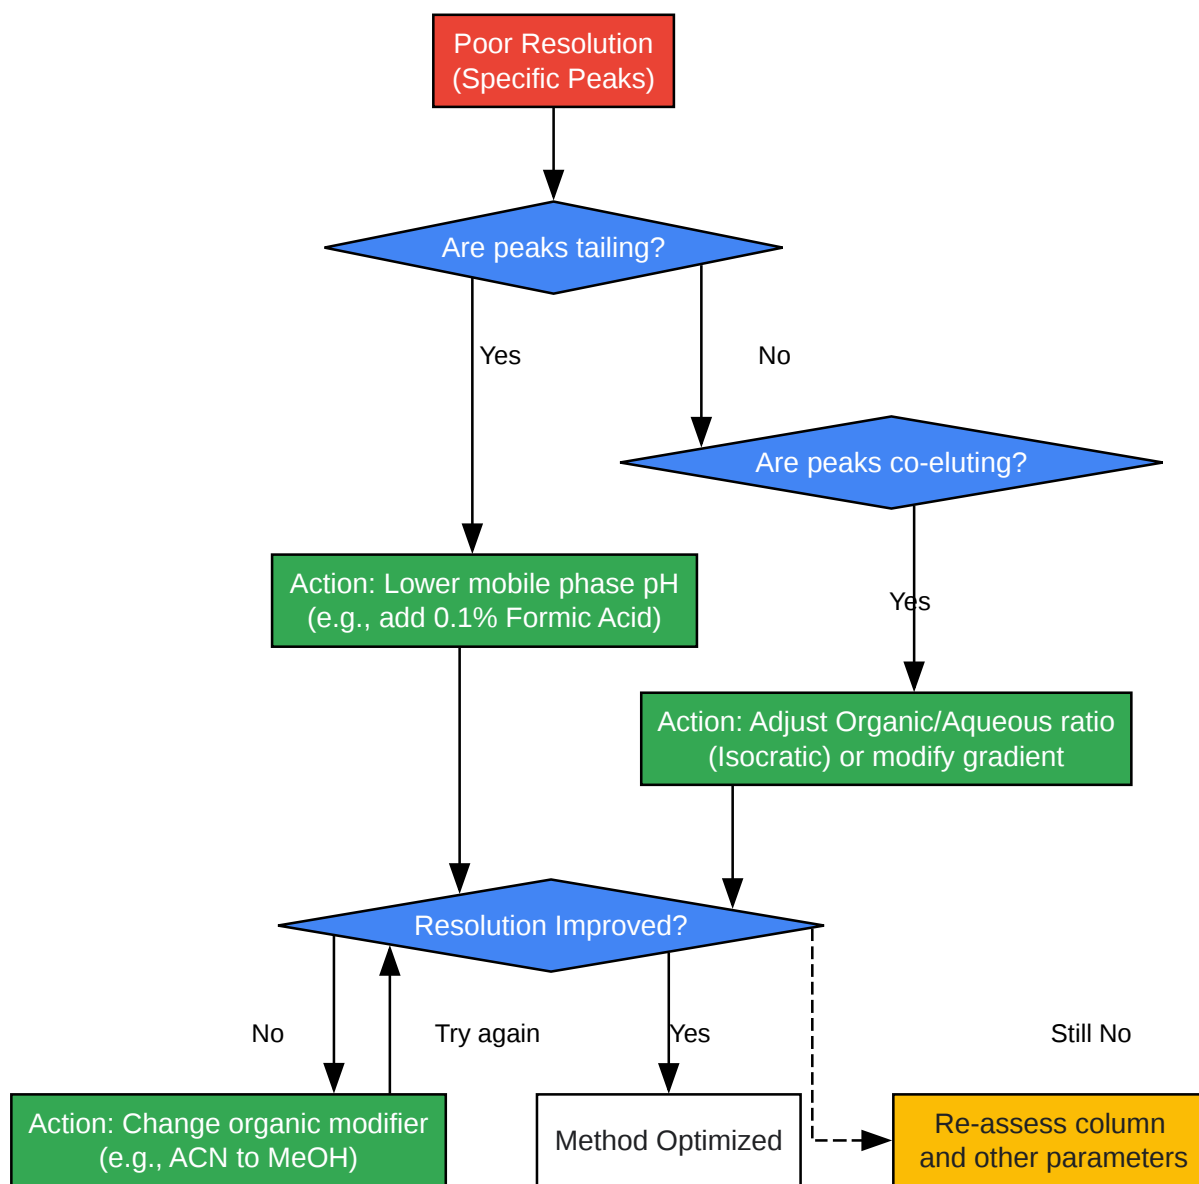 Poor Resolution
(Specific Peaks)
Are peaks tailing?
Yes
No
Are peaks co-eluting?
Action: Lower mobile phase pH
(e.g., add 0.1% Formic Acid)
Yes
Action: Adjust Organic/Aqueous ratio
(Isocratic) or modify gradient
Resolution Improved?
No
Try again
Yes
Still No
Action: Change organic modifier
(e.g., ACN to MeOH)
Method Optimized
Re-assess column
and other parameters